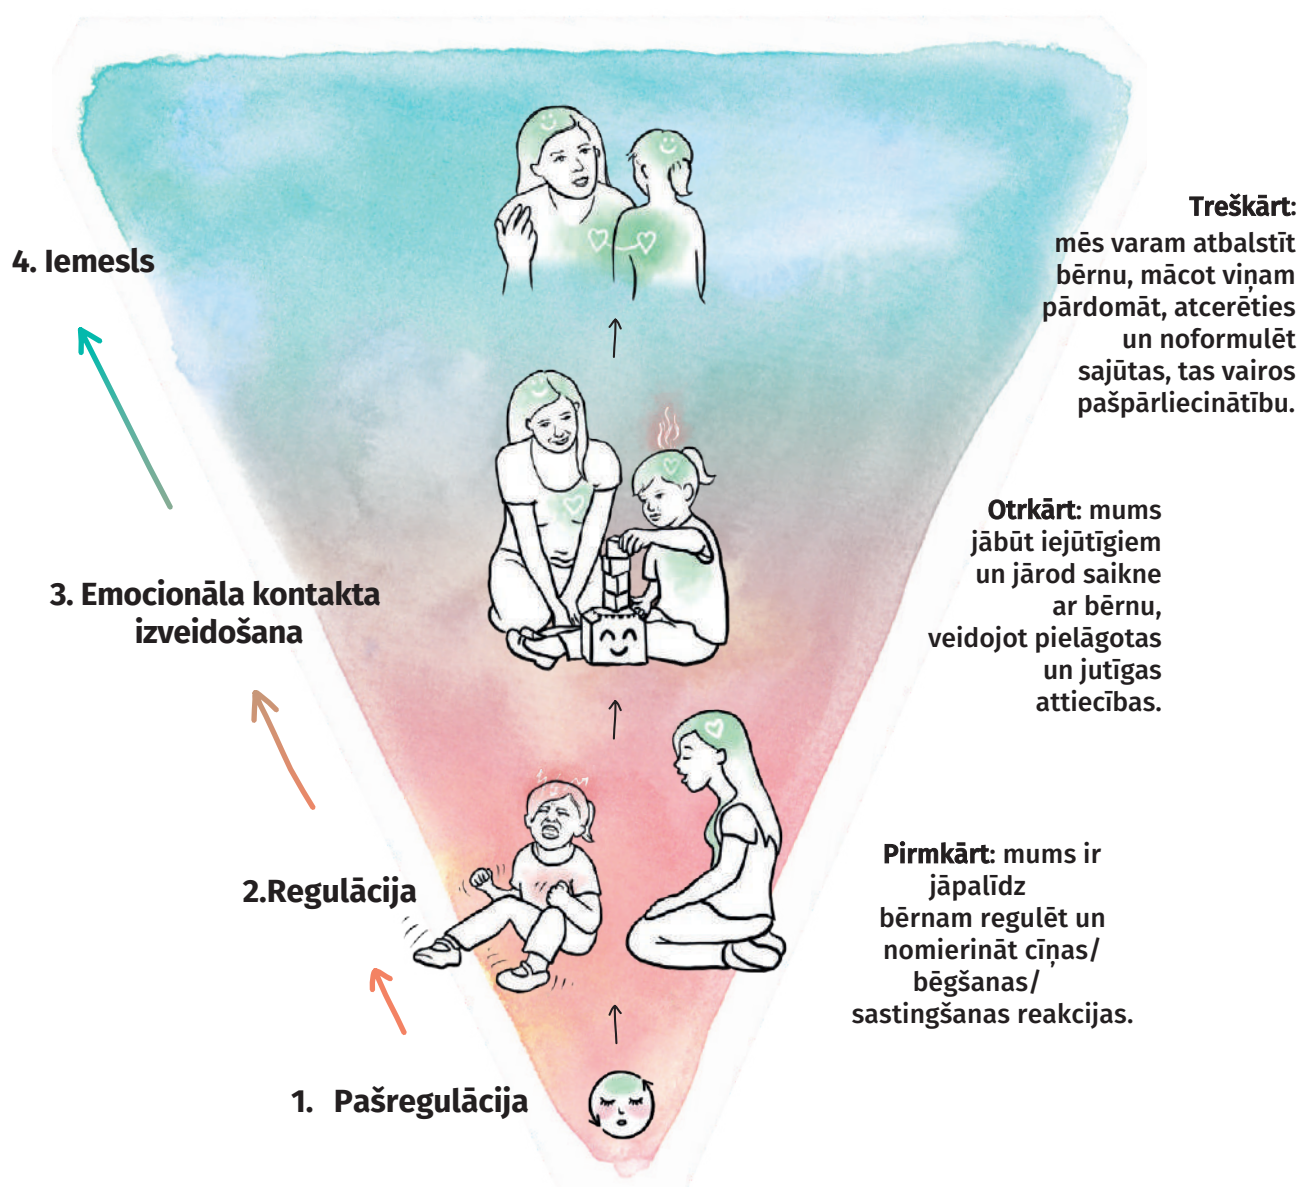 Treškārt:
mēs varam atbalstīt
bērnu, mācot viņam
pārdomāt, atcerēties
un noformulēt
sajūtas, tas vairos
pašpārliecinātību.
4. Iemesls
Otrkārt: mums
jābūt iejūtīgiem
un jārod saikne
ar bērnu,
veidojot pielāgotas
un jutīgas
attiecības.
3. Emocionāla kontakta
izveidošana
Pirmkārt: mums ir
jāpalīdz
bērnam regulēt un
nomierināt cīņas/
bēgšanas/
sastingšanas reakcijas.
2.Regulācija
1. Pašregulācija